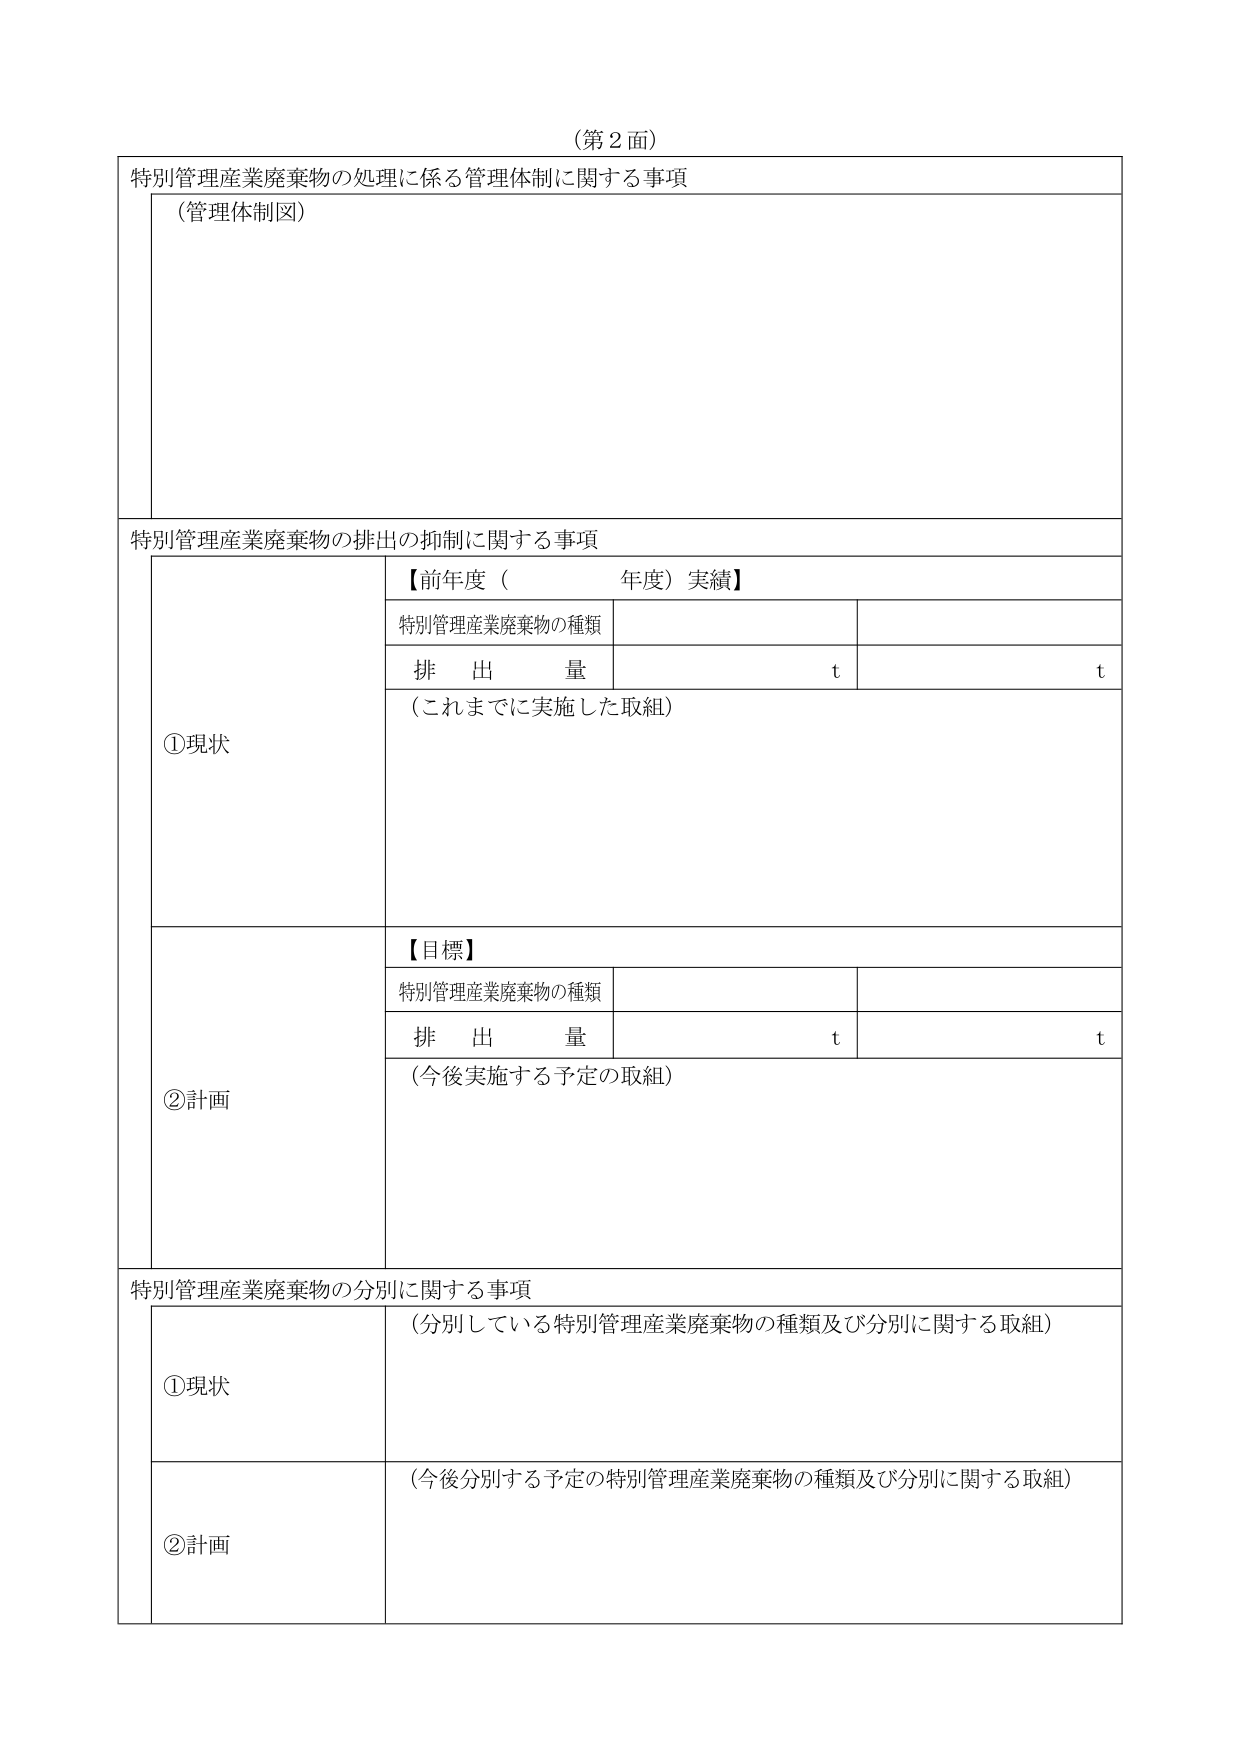 （第２面）
特別管理産業廃棄物の処理に係る管理体制に関する事項
（管理体制図）
特別管理産業廃棄物の排出の抑制に関する事項
①現状
【前年度（　　　　　年度）実績】
特別管理産業廃棄物の種類
排　出　　　量　　t　　t
（これまでに実施した取組）
②計画
【目標】
特別管理産業廃棄物の種類
排　出　　　量　　t　　t
（今後実施する予定の取組）
特別管理産業廃棄物の分別に関する事項
①現状
（分別している特別管理産業廃棄物の種類及び分別に関する取組）
②計画
（今後分別する予定の特別管理産業廃棄物の種類及び分別に関する取組）